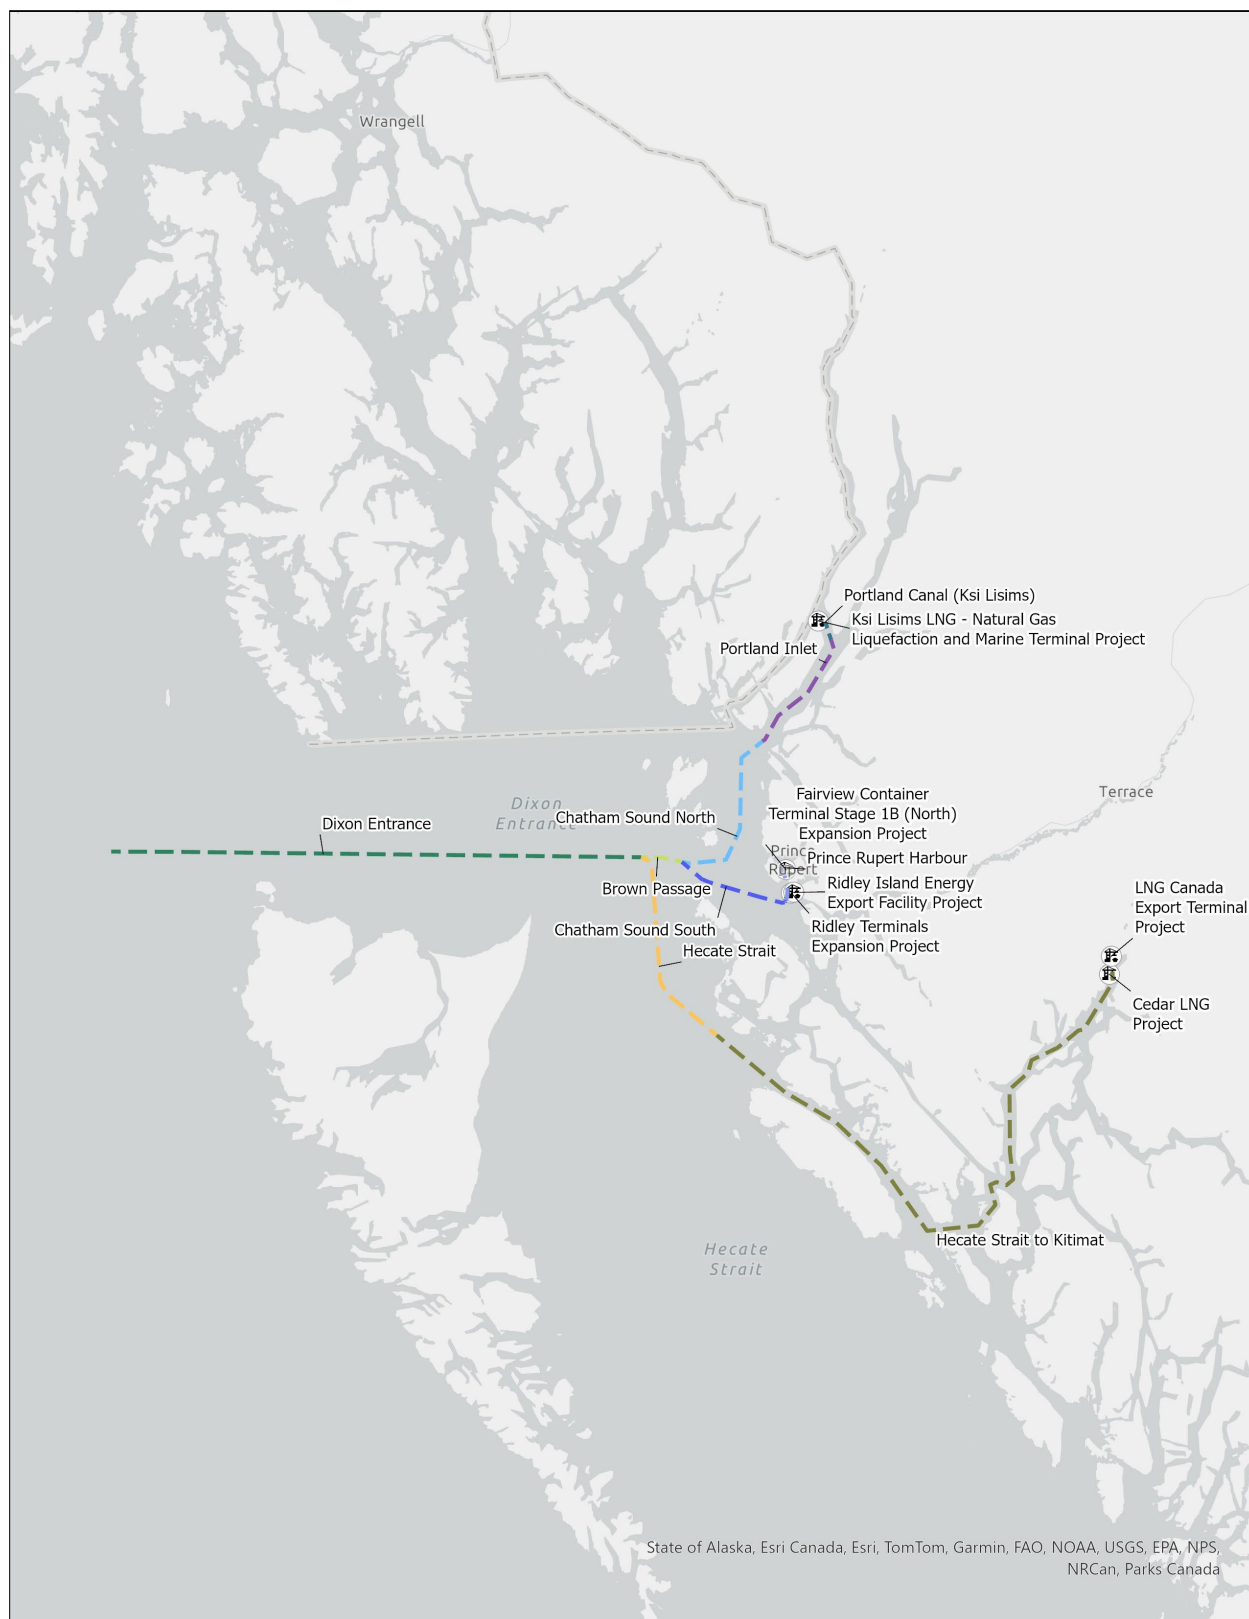 Wrangell
Portland Canal (Ksi Lisims)
Ksi Lisims LNG - Natural Gas
Liquefaction and Marine Terminal Project
Portland Inlet
Terrace
Fairview Container
Terminal Stage 1B (North)
Expansion Project
Dixon
Entrance
Dixon Entrance
Chatham Sound North
Prince
Rupert
Prince Rupert Harbour
Brown Passage
Ridley Island Energy
Export Facility Project
LNG Canada
Export Terminal
Project
Chatham Sound South
Ridley Terminals
Expansion Project
Hecate Strait
Cedar LNG
Project
Hecate Strait to Kitimat
Hecate
Strait
State of Alaska, Esri Canada, Esri, TomTom, Garmin, FAO, NOAA, USGS, EPA, NPS,
NRCan, Parks Canada